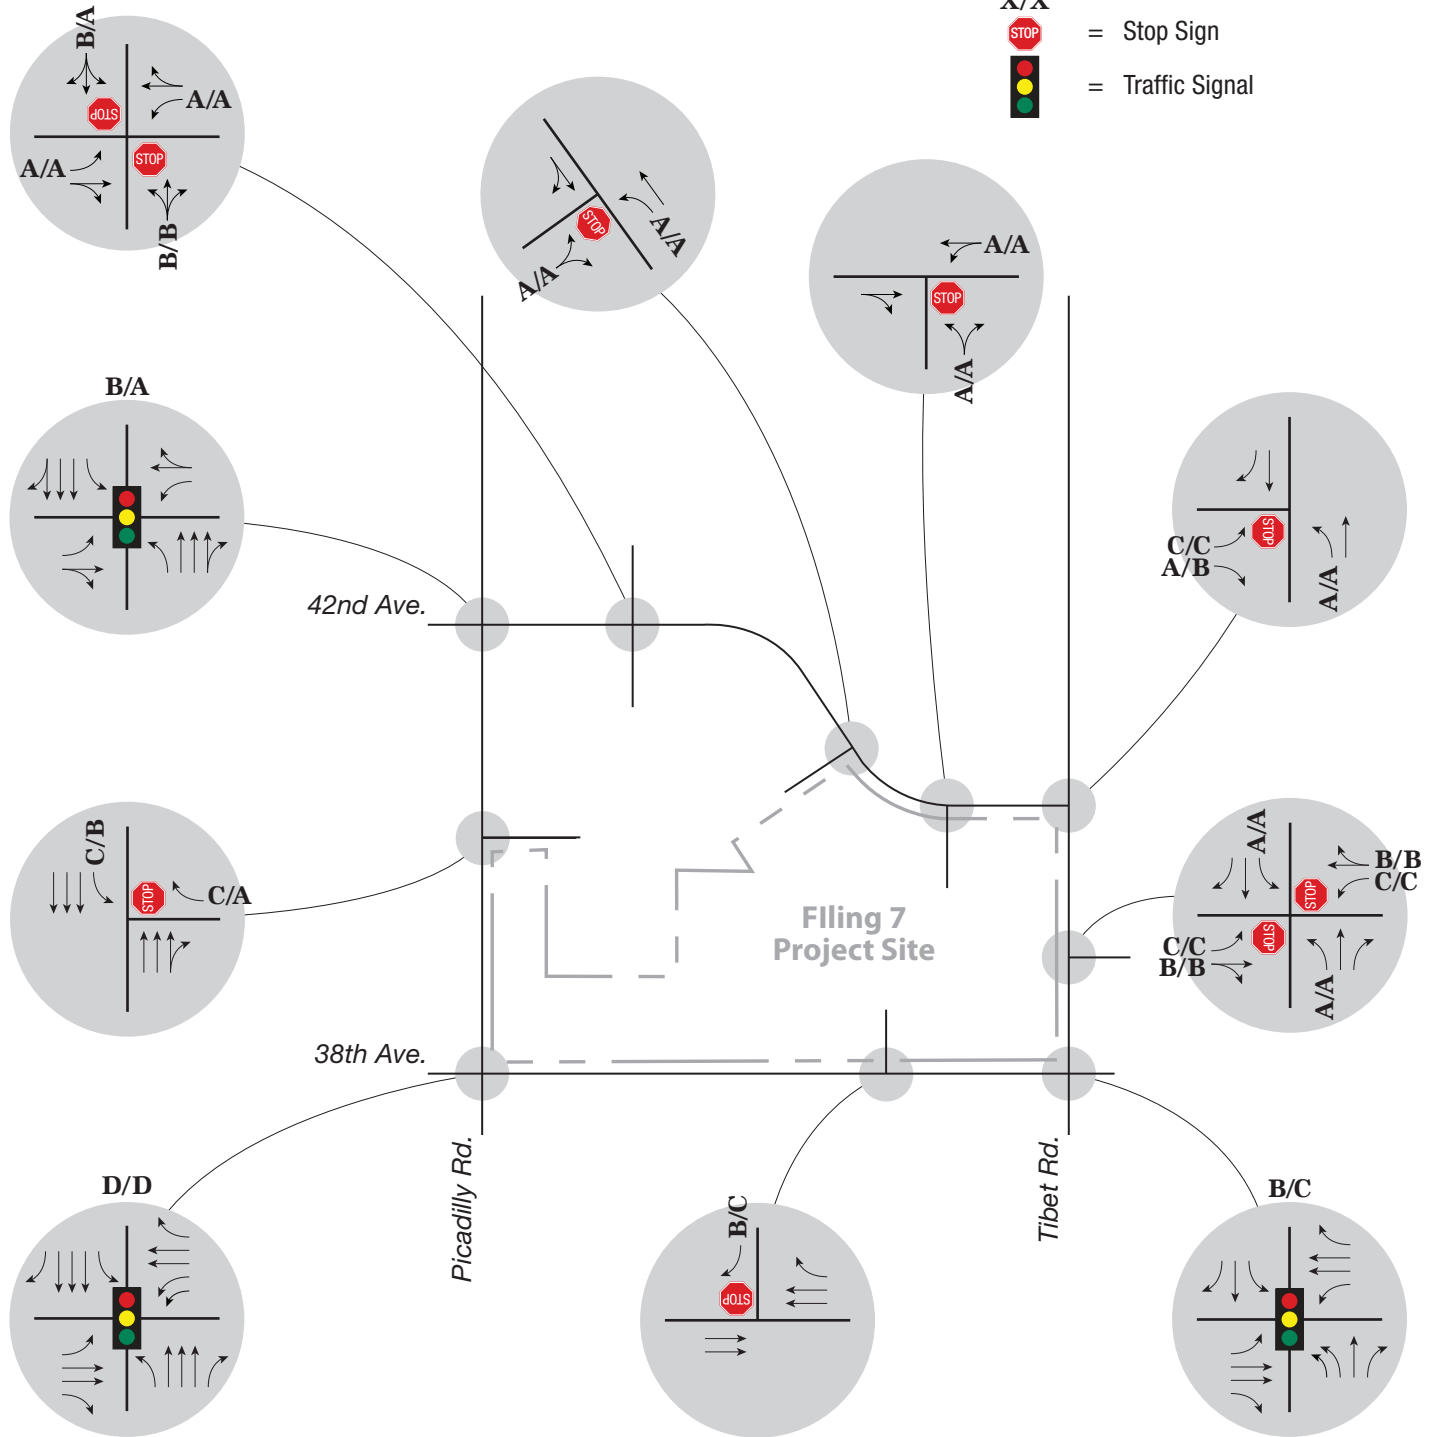 X/X
STOP = Stop Sign
= Traffic Signal
B/A
A/A
STOP
A/A
STOP
B/B
STOP
A/A
A/A
A/A
STOP
A/A
B/A
C/C
A/B
STOP
A/A
42nd Ave.
C/B
STOP
C/A
A/A
B/B
C/C
STOP
C/C
B/B
STOP
A/A
FIling 7
Project Site
38th Ave.
Picadilly Rd.
Tibet Rd.
D/D
B/C
STOP
B/C